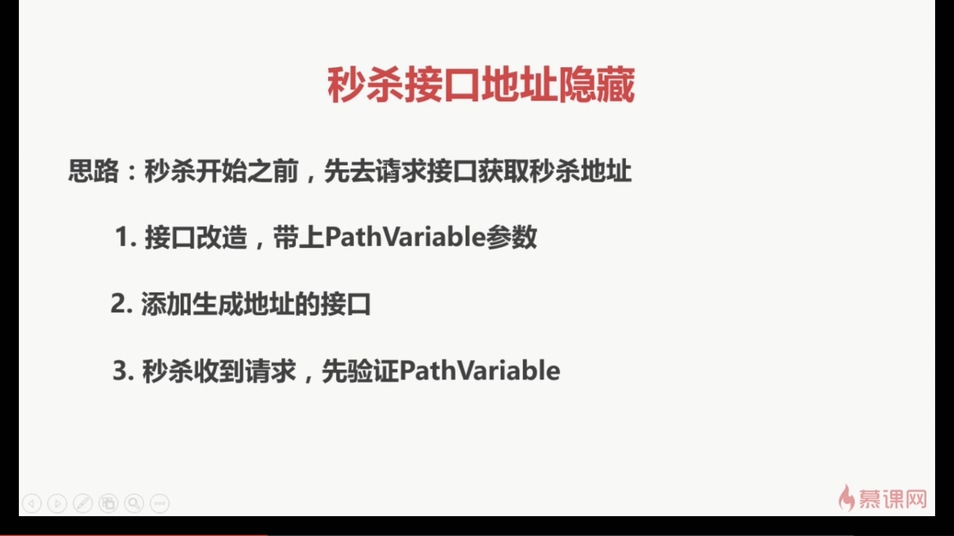 秒杀接口地址隐藏
思路：秒杀开始之前，先去请求接口获取秒杀地址
1. 接口改造，带上PathVariable参数
2. 添加生成地址的接口
3. 秒杀收到请求，先验证PathVariable
慕课网